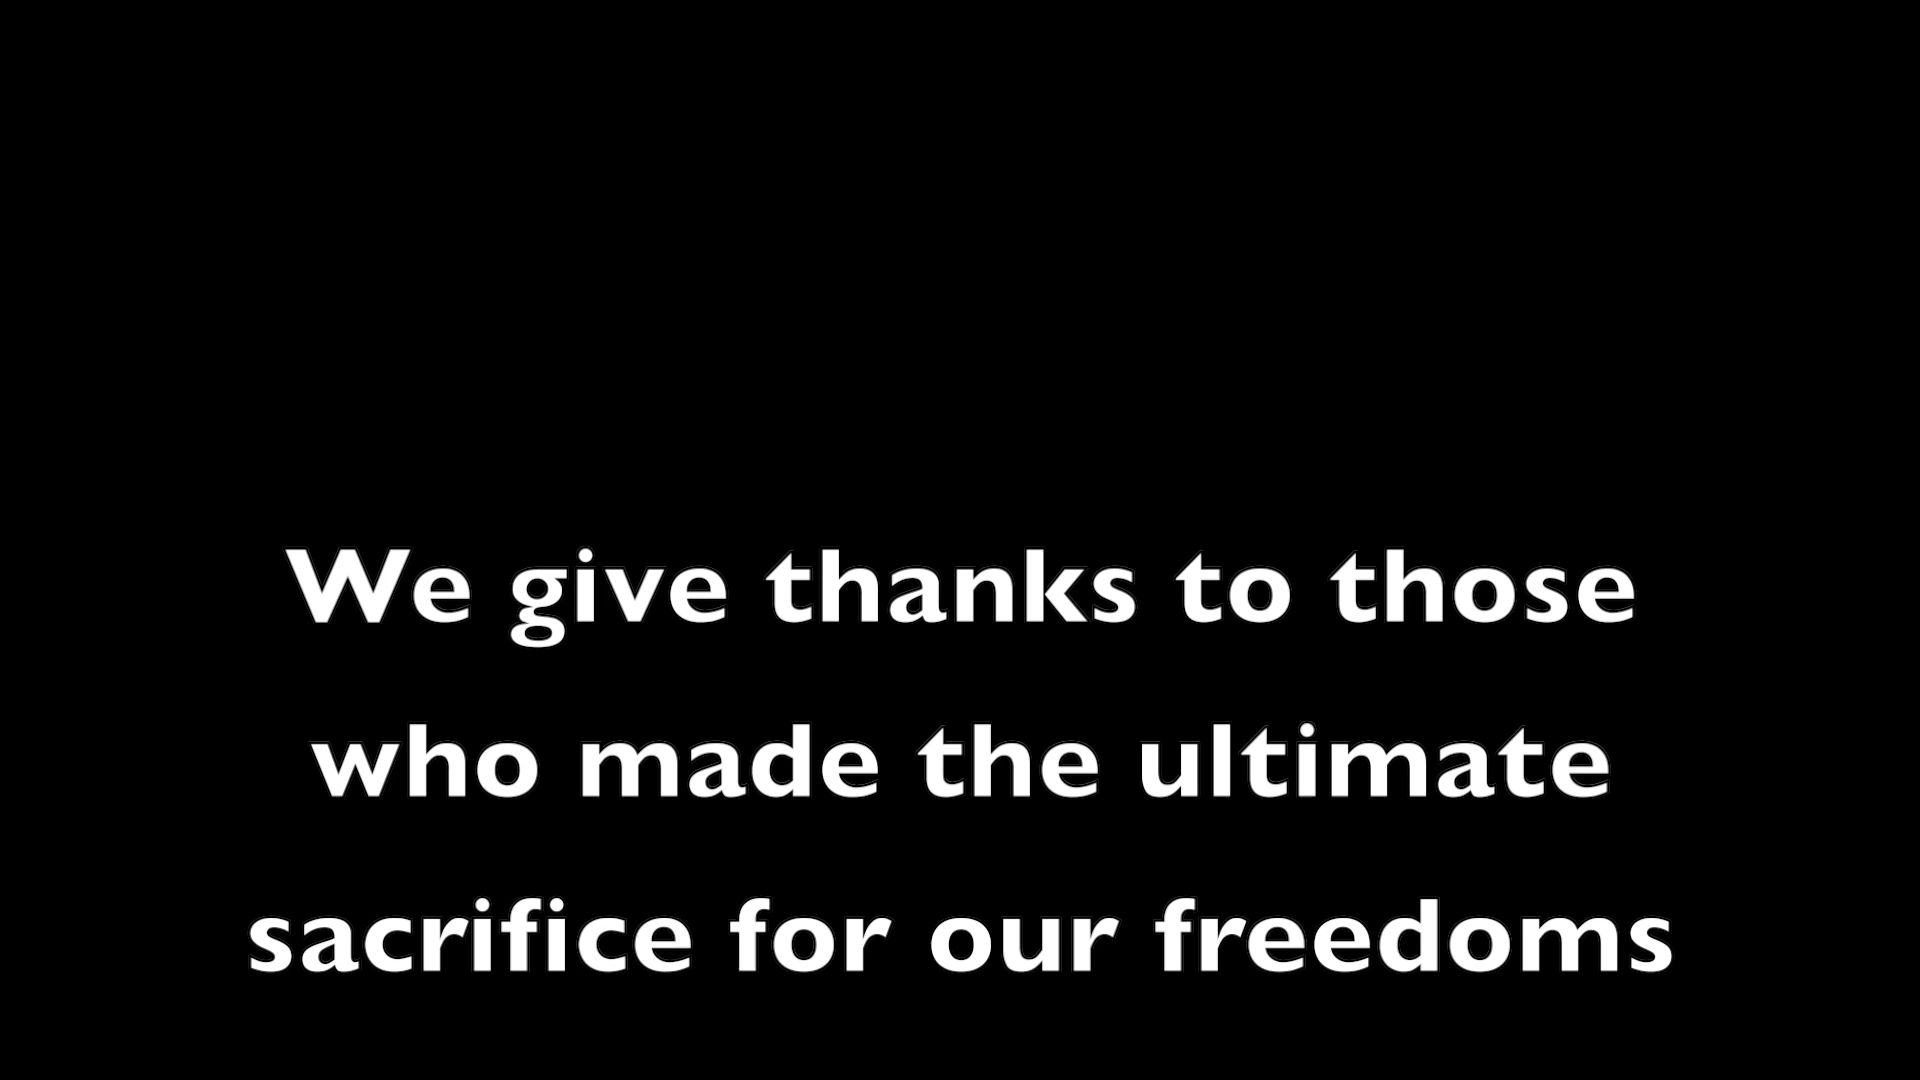 We give thanks to those
who made the ultimate
sacrifice for our freedoms